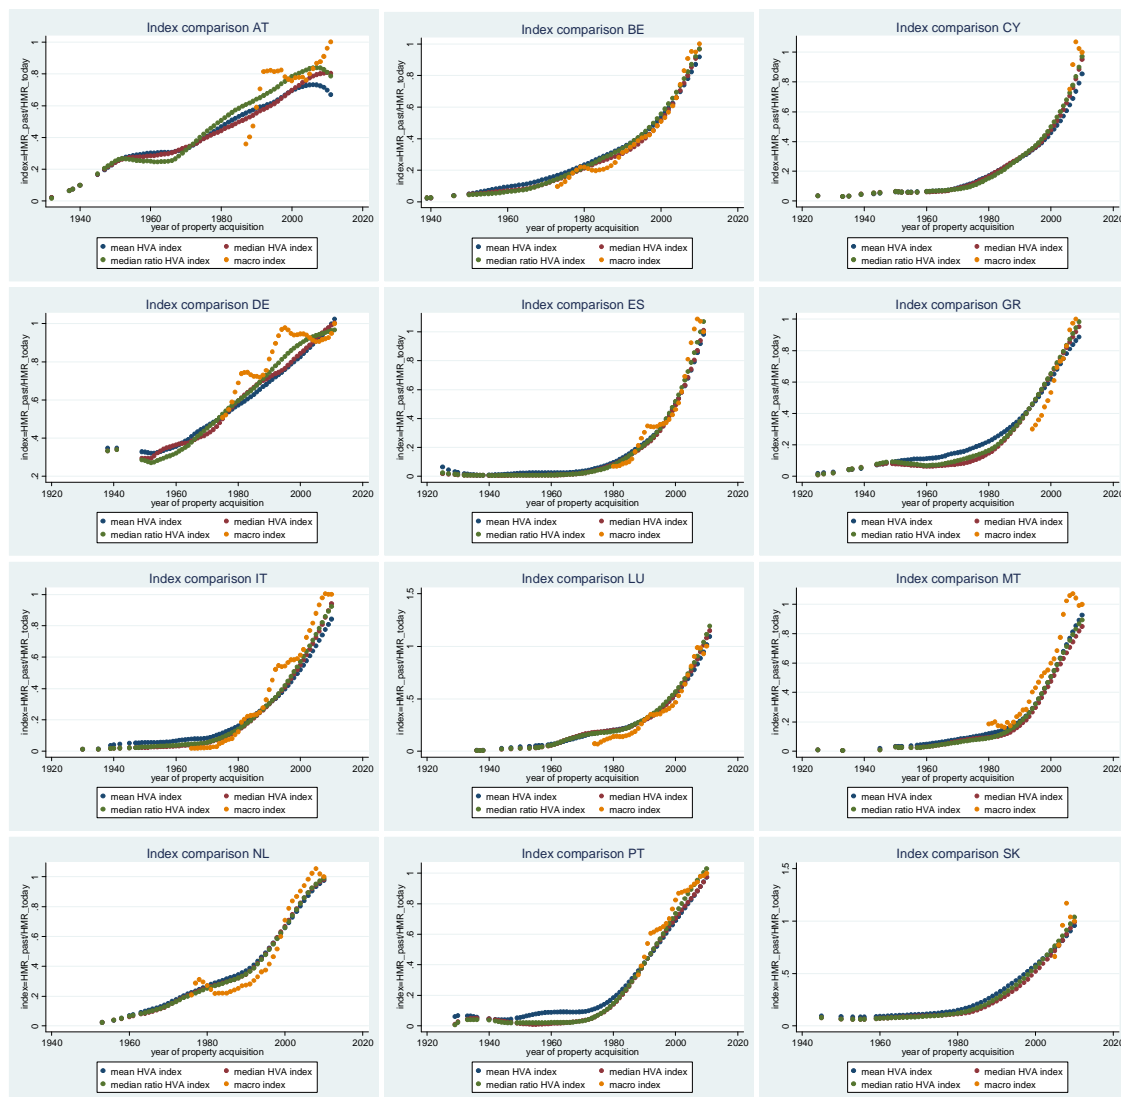 Index comparison AT
index=HMR_past/HMR_today
0 .2 .4 .6 .8 1
1940 1960 1980 2000 2020
year of property acquisition
mean HVA index median HVA index
median ratio HVA index macro index
Index comparison BE
index=HMR_past/HMR_today
0 .2 .4 .6 .8 1
1940 1960 1980 2000 2020
year of property acquisition
mean HVA index median HVA index
median ratio HVA index macro index
Index comparison CY
index=HMR_past/HMR_today
0 .2 .4 .6 .8 1
1920 1940 1960 1980 2000 2020
year of property acquisition
mean HVA index median HVA index
median ratio HVA index macro index
Index comparison DE
index=HMR_past/HMR_today
.2 .4 .6 .8 1
1920 1940 1960 1980 2000 2020
year of property acquisition
mean HVA index median HVA index
median ratio HVA index macro index
Index comparison ES
index=HMR_past/HMR_today
0 .2 .4 .6 .8 1
1920 1940 1960 1980 2000 2020
year of property acquisition
mean HVA index median HVA index
median ratio HVA index macro index
Index comparison GR
index=HMR_past/HMR_today
0 .2 .4 .6 .8 1
1920 1940 1960 1980 2000 2020
year of property acquisition
mean HVA index median HVA index
median ratio HVA index macro index
Index comparison IT
index=HMR_past/HMR_today
0 .2 .4 .6 .8 1
1920 1940 1960 1980 2000 2020
year of property acquisition
mean HVA index median HVA index
median ratio HVA index macro index
Index comparison LU
index=HMR_past/HMR_today
0 .5 1 1.5
1920 1940 1960 1980 2000 2020
year of property acquisition
mean HVA index median HVA index
median ratio HVA index macro index
Index comparison MT
index=HMR_past/HMR_today
0 .2 .4 .6 .8 1
1920 1940 1960 1980 2000 2020
year of property acquisition
mean HVA index median HVA index
median ratio HVA index macro index
Index comparison NL
index=HMR_past/HMR_today
0 .2 .4 .6 .8 1
1940 1960 1980 2000 2020
year of property acquisition
mean HVA index median HVA index
median ratio HVA index macro index
Index comparison PT
index=HMR_past/HMR_today
0 .2 .4 .6 .8 1
1920 1940 1960 1980 2000 2020
year of property acquisition
mean HVA index median HVA index
median ratio HVA index macro index
Index comparison SK
index=HMR_past/HMR_today
0 .5 1 1.5
1940 1960 1980 2000 2020
year of property acquisition
mean HVA index median HVA index
median ratio HVA index macro index